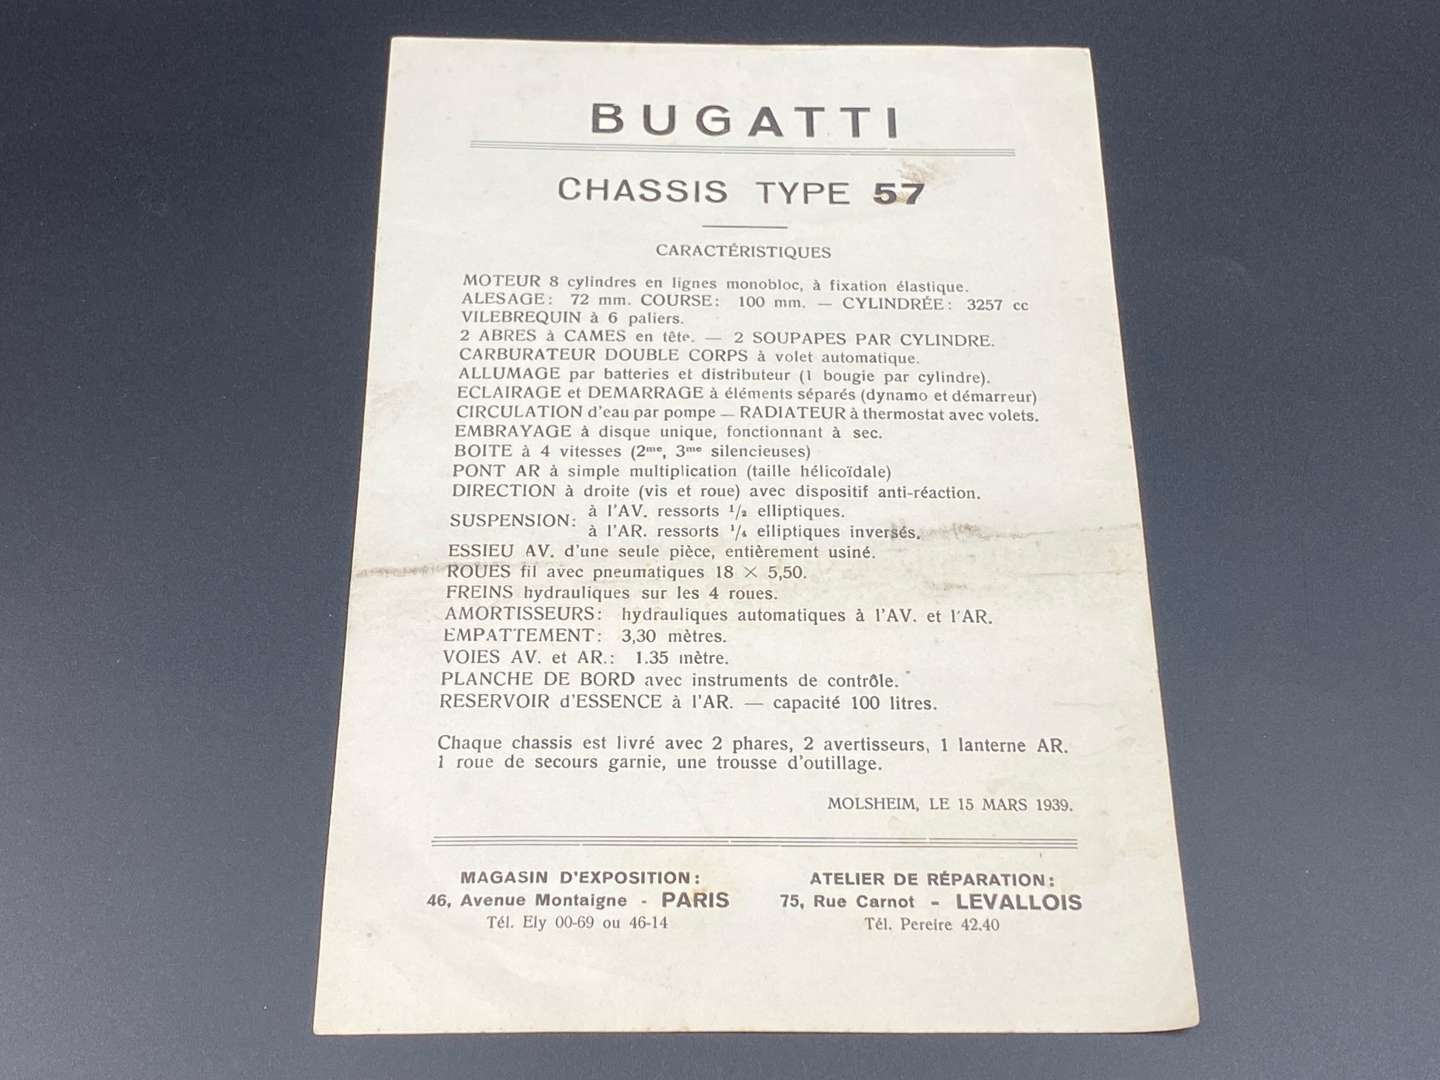 BUGATTI
CHASSIS TYPE 57
CARACTÉRISTIQUES
MOTEUR 8 cylindres en lignes monobloc, à fixation élastique.
ALESAGE: 72 mm. COURSE: 100 mm. — CYLINDRÉE: 3257 cc
VILEBREQUIN à 6 paliers.
2 ABRES à CAMES en tête. — 2 SOUPAPES PAR CYLINDRE.
CARBURATEUR DOUBLE CORPS à volet automatique.
ALLUMAGE par batteries et distributeur (1 bougie par cylindre).
ECLAIRAGE et DEMARRAGE à éléments séparés (dynamo et démarreur)
CIRCULATION d'eau par pompe — RADIATEUR à thermostat avec volets.
EMBRAYAGE à disque unique, fonctionnant à sec.
BOITE à 4 vitesses (2me, 3me silencieuses)
PONT AR à simple multiplication (taille hélicoïdale)
DIRECTION à droite (vis et roue) avec dispositif anti-réaction.
SUSPENSION: à l'AV. ressorts 1/2 elliptiques.
à l'AR. ressorts 1/4 elliptiques inversés.
ESSIEU AV. d'une seule pièce, entièrement usiné.
ROUES fil avec pneumatiques 18 × 5,50.
FREINS hydrauliques sur les 4 roues.
AMORTISSEURS: hydrauliques automatiques à l'AV. et l'AR.
EMPATTEMENT: 3,30 mètres.
VOIES AV. et AR.: 1.35 mètre.
PLANCHE DE BORD avec instruments de contrôle.
RESERVOIR d'ESSENCE à l'AR. — capacité 100 litres.
Chaque chassis est livré avec 2 phares, 2 avertisseurs, 1 lanterne AR.
1 roue de secours garnie, une trousse d'outillage.
MOLSHEIM, LE 15 MARS 1939.
MAGASIN D'EXPOSITION:
46, Avenue Montaigne - PARIS
Tél. Ely 00-69 ou 46-14
ATELIER DE RÉPARATION:
75, Rue Carnot - LEVALLOIS
Tél. Pereire 42.40